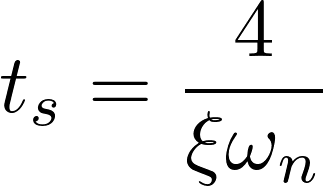 t_s = \frac{4}{\xi\omega_n}